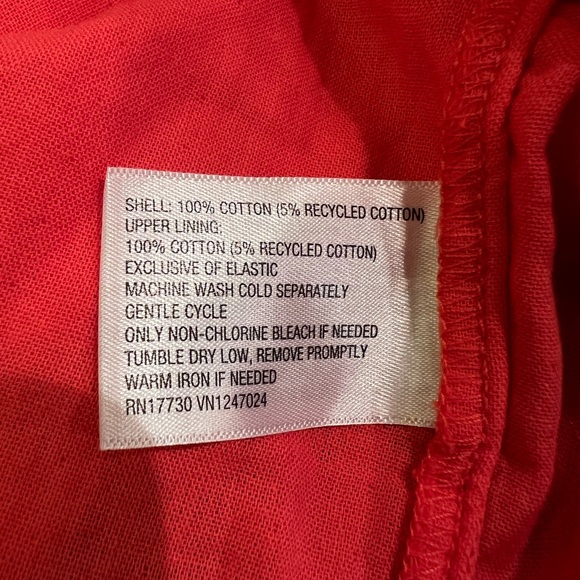 SHELL: 100% COTTON (5% RECYCLED COTTON)
UPPER LINING:
100% COTTON (5% RECYCLED COTTON)
EXCLUSIVE OF ELASTIC
MACHINE WASH COLD SEPARATELY
GENTLE CYCLE
ONLY NON-CHLORINE BLEACH IF NEEDED
TUMBLE DRY LOW, REMOVE PROMPTLY
WARM IRON IF NEEDED
RN17730 VN1247024